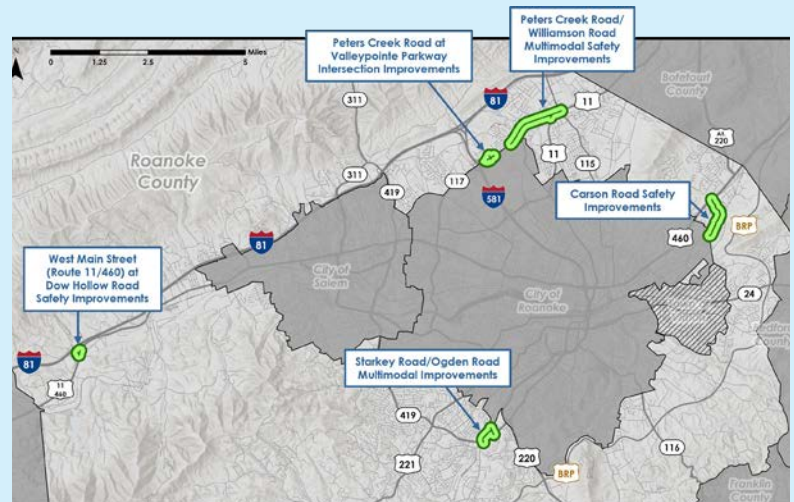 Peters Creek Road/
Williamson Road
Multimodal Safety
Improvements
Peters Creek Road at
Valleypointe Parkway
Intersection Improvements
N
Miles
0 1.25 2.5 5
Botetourt
County
311
81
11
Alt
220
Roanoke
County
11
115
311
419
117
581
Carson Road Safety
Improvements
460
BRP
81
West Main Street
(Route 11/460) at
Dow Hollow Road
Safety Improvements
City of
Salem
City of
Roanoke
24
Bedford
County
81
11
460
Starkey Road/Ogden Road
Multimodal Improvements
419
221
220
BRP
116
Franklin
County